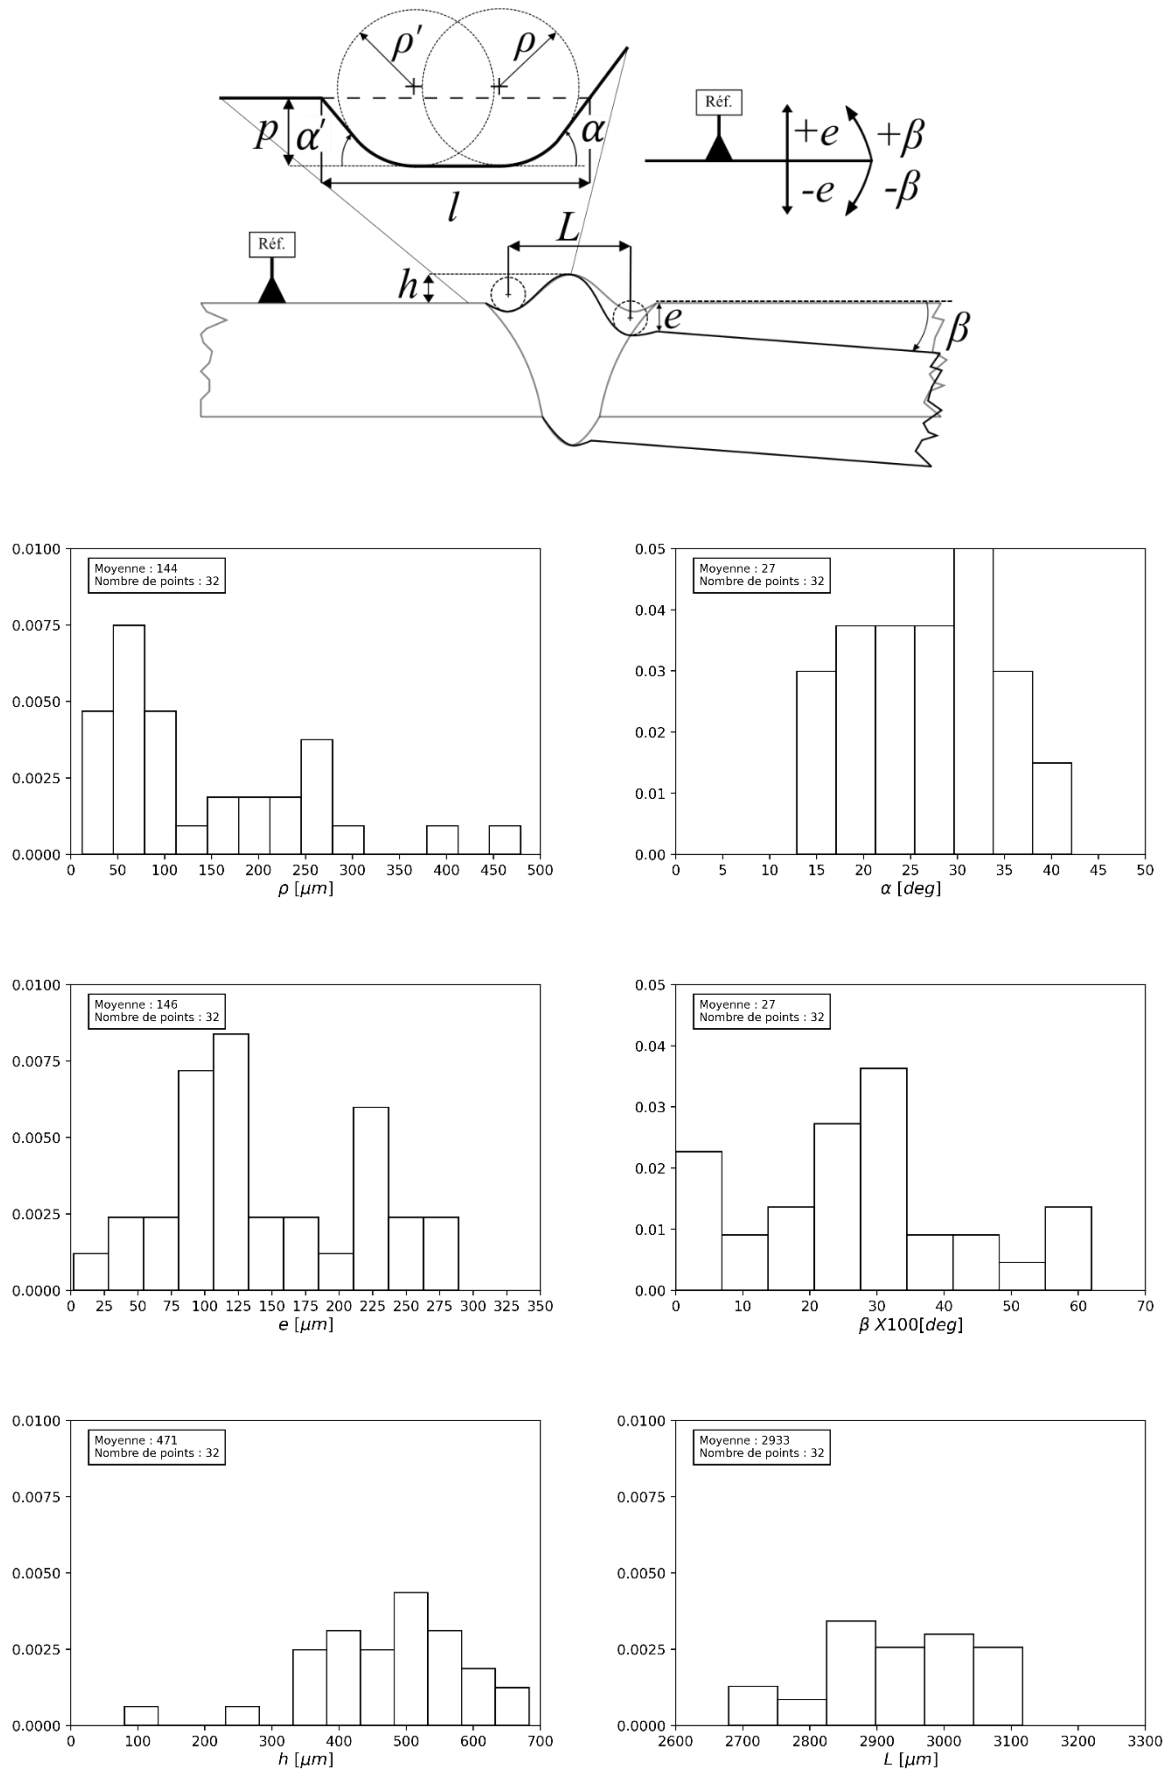 ρ' ρ
Réf.
p α' α
+e +β
-e -β
l
L
Réf.
h
e
β
0.0100
0.0075
0.0050
0.0025
0.0000
Moyenne : 144
Nombre de points : 32
0 50 100 150 200 250 300 350 400 450 500
ρ [μm]
0.05
0.04
0.03
0.02
0.01
0.00
Moyenne : 27
Nombre de points : 32
0 5 10 15 20 25 30 35 40 45 50
α [deg]
0.0100
0.0075
0.0050
0.0025
0.0000
Moyenne : 146
Nombre de points : 32
0 25 50 75 100 125 150 175 200 225 250 275 300 325 350
e [μm]
0.05
0.04
0.03
0.02
0.01
0.00
Moyenne : 27
Nombre de points : 32
0 10 20 30 40 50 60 70
β X100[deg]
0.0100
0.0075
0.0050
0.0025
0.0000
Moyenne : 471
Nombre de points : 32
0 100 200 300 400 500 600 700
h [μm]
0.0100
0.0075
0.0050
0.0025
0.0000
Moyenne : 2933
Nombre de points : 32
2600 2700 2800 2900 3000 3100 3200 3300
L [μm]